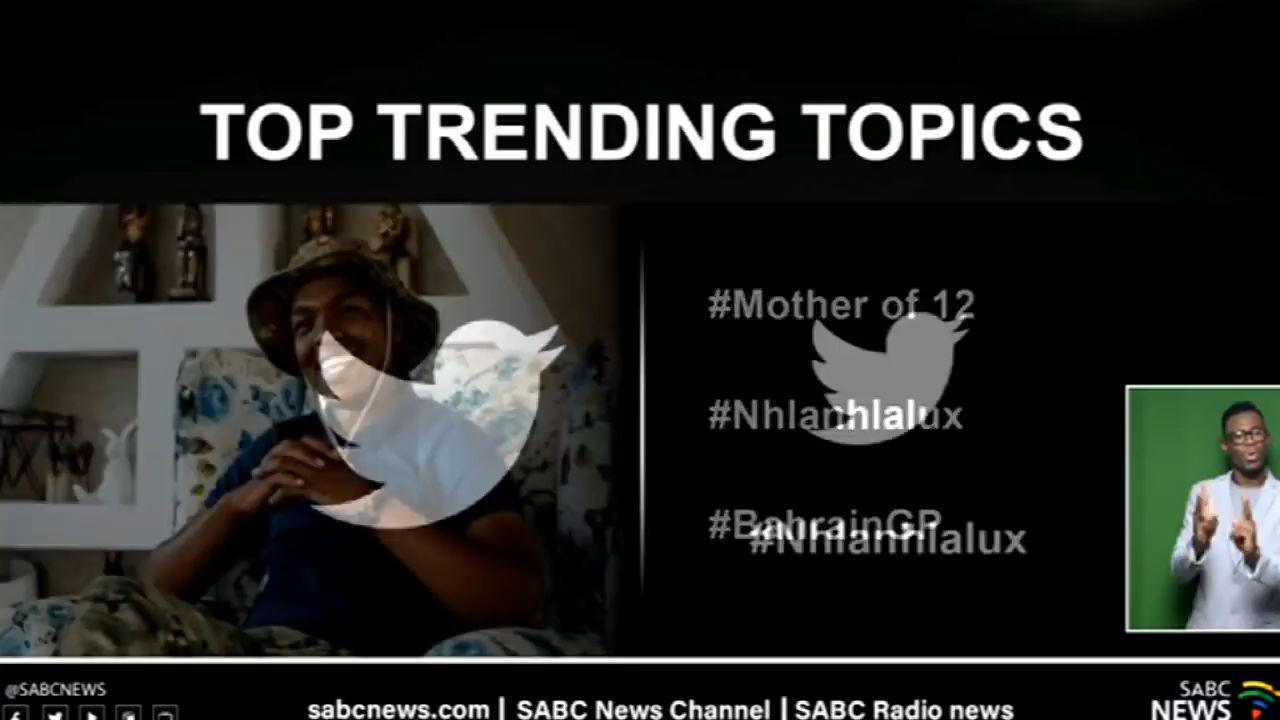 TOP TRENDING TOPICS
#Mother of 12
#Nhlanhlalux
#BahrainGP
#Nhlanhlalux
@SABCNEWS
sabcnews.com | SABC News Channel | SABC Radio news
SABC
NEWS